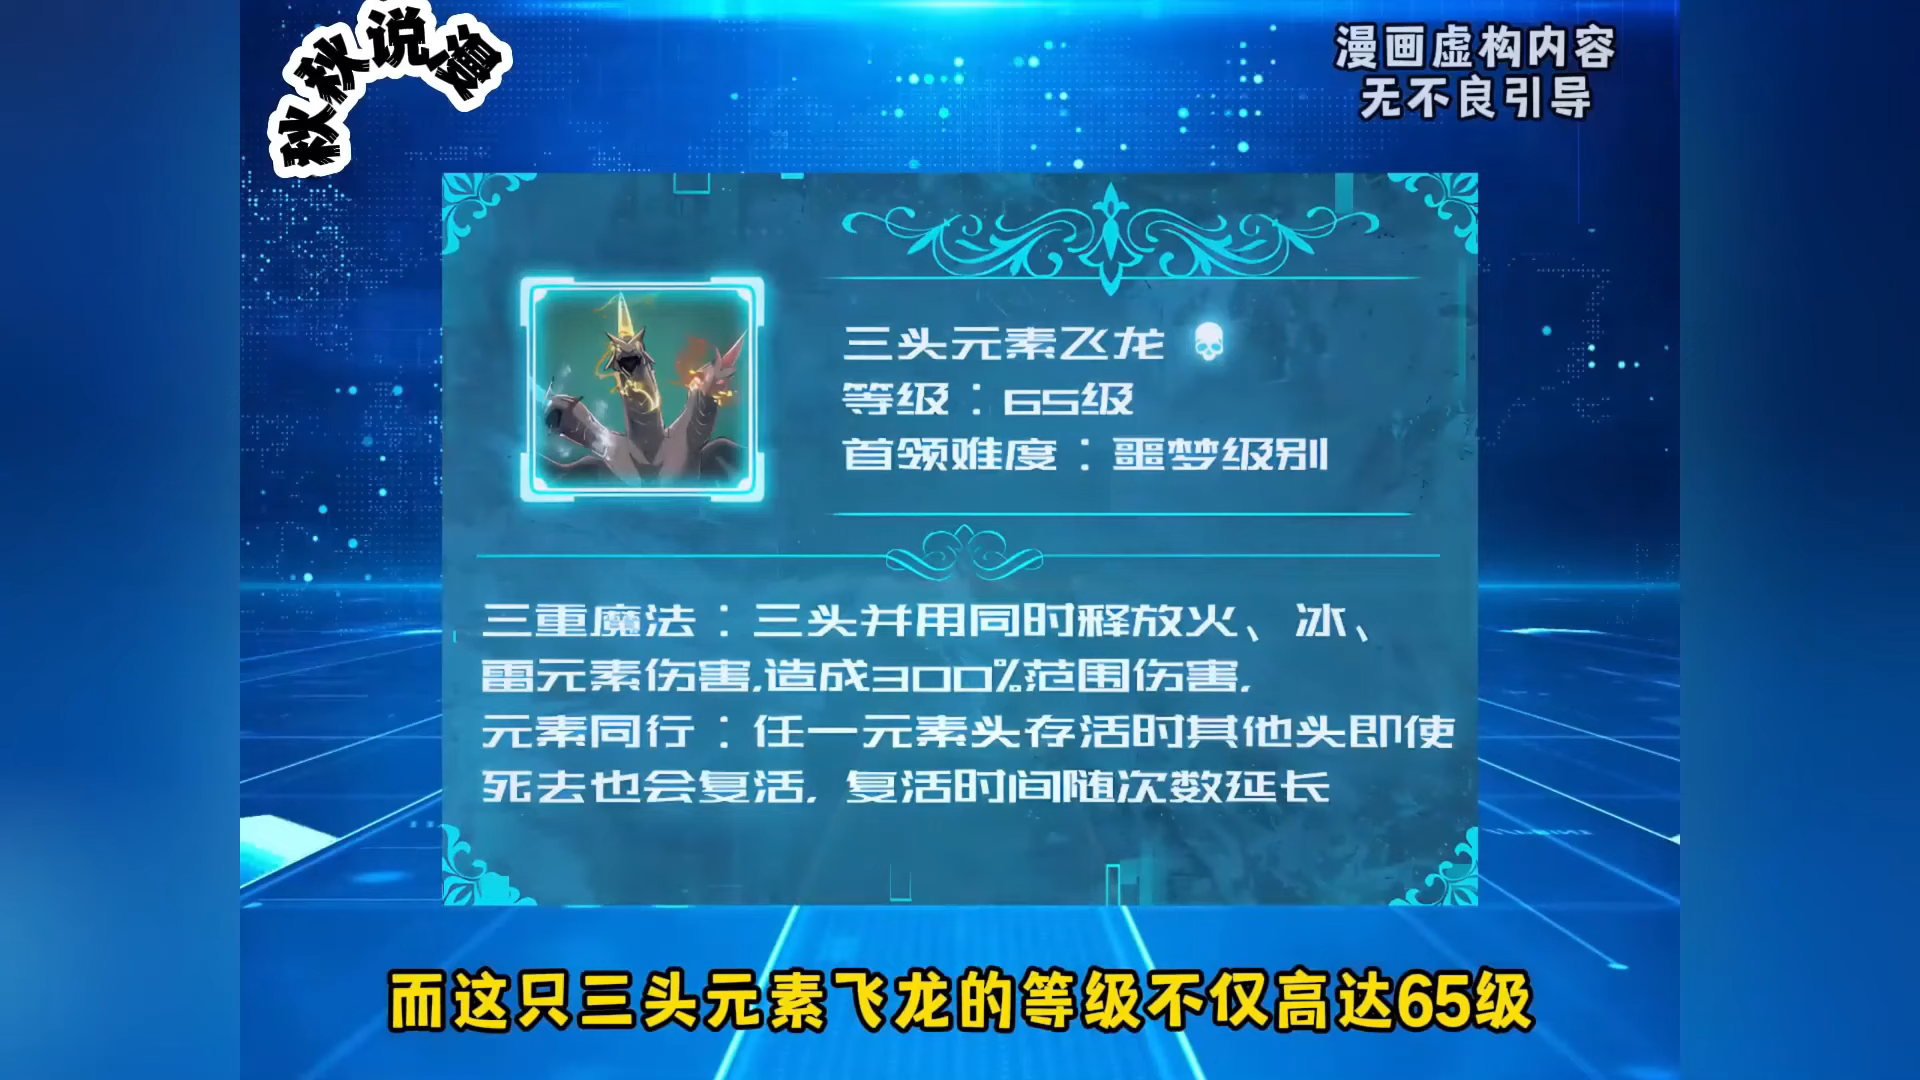 秋秋说漫
漫画虚构内容
无不良引导
三头元素飞龙
等级：65级
首领难度：噩梦级别
三重魔法：三头并用同时释放火、冰、
雷元素伤害,造成300%范围伤害,
元素同行：任一元素头存活时其他头即使
死去也会复活, 复活时间随次数延长
而这只三头元素飞龙的等级不仅高达65级